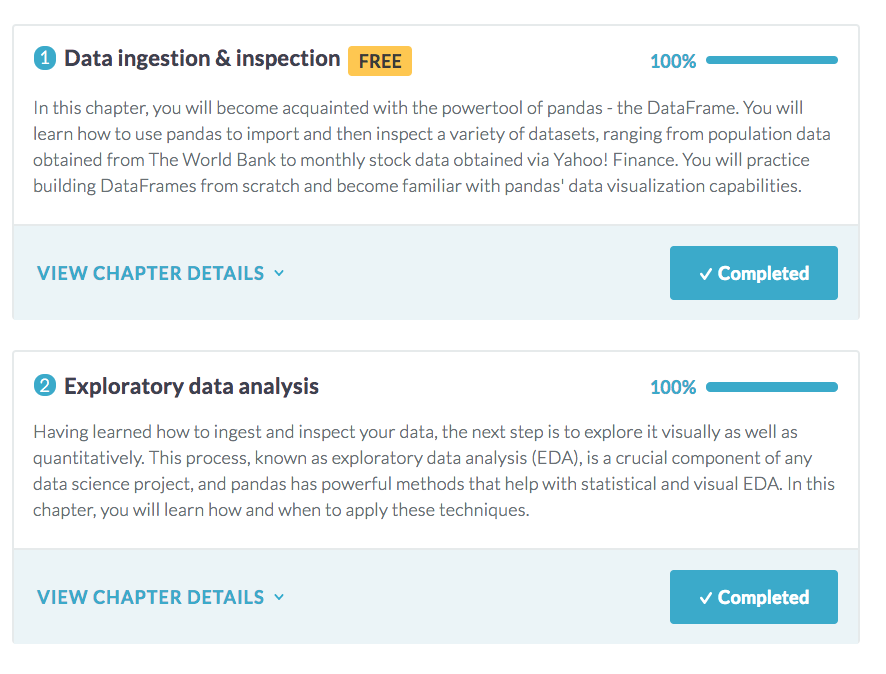 1 Data ingestion & inspection FREE 100%
In this chapter, you will become acquainted with the powertool of pandas - the DataFrame. You will
learn how to use pandas to import and then inspect a variety of datasets, ranging from population data
obtained from The World Bank to monthly stock data obtained via Yahoo! Finance. You will practice
building DataFrames from scratch and become familiar with pandas' data visualization capabilities.
VIEW CHAPTER DETAILS ✓ Completed
2 Exploratory data analysis 100%
Having learned how to ingest and inspect your data, the next step is to explore it visually as well as
quantitatively. This process, known as exploratory data analysis (EDA), is a crucial component of any
data science project, and pandas has powerful methods that help with statistical and visual EDA. In this
chapter, you will learn how and when to apply these techniques.
VIEW CHAPTER DETAILS ✓ Completed